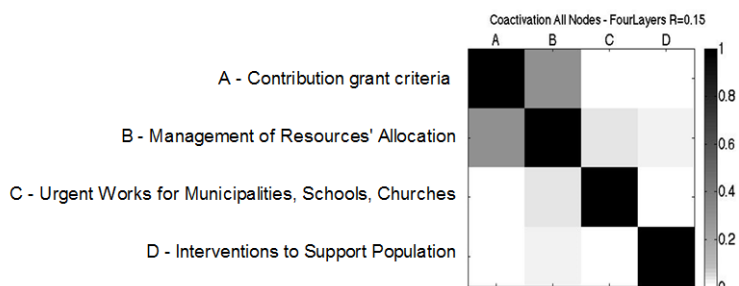 Coactivation All Nodes - FourLayers R=0.15
A B C D
A - Contribution grant criteria
B - Management of Resources' Allocation
C - Urgent Works for Municipalities, Schools, Churches
D - Interventions to Support Population
1
0.8
0.6
0.4
0.2
0